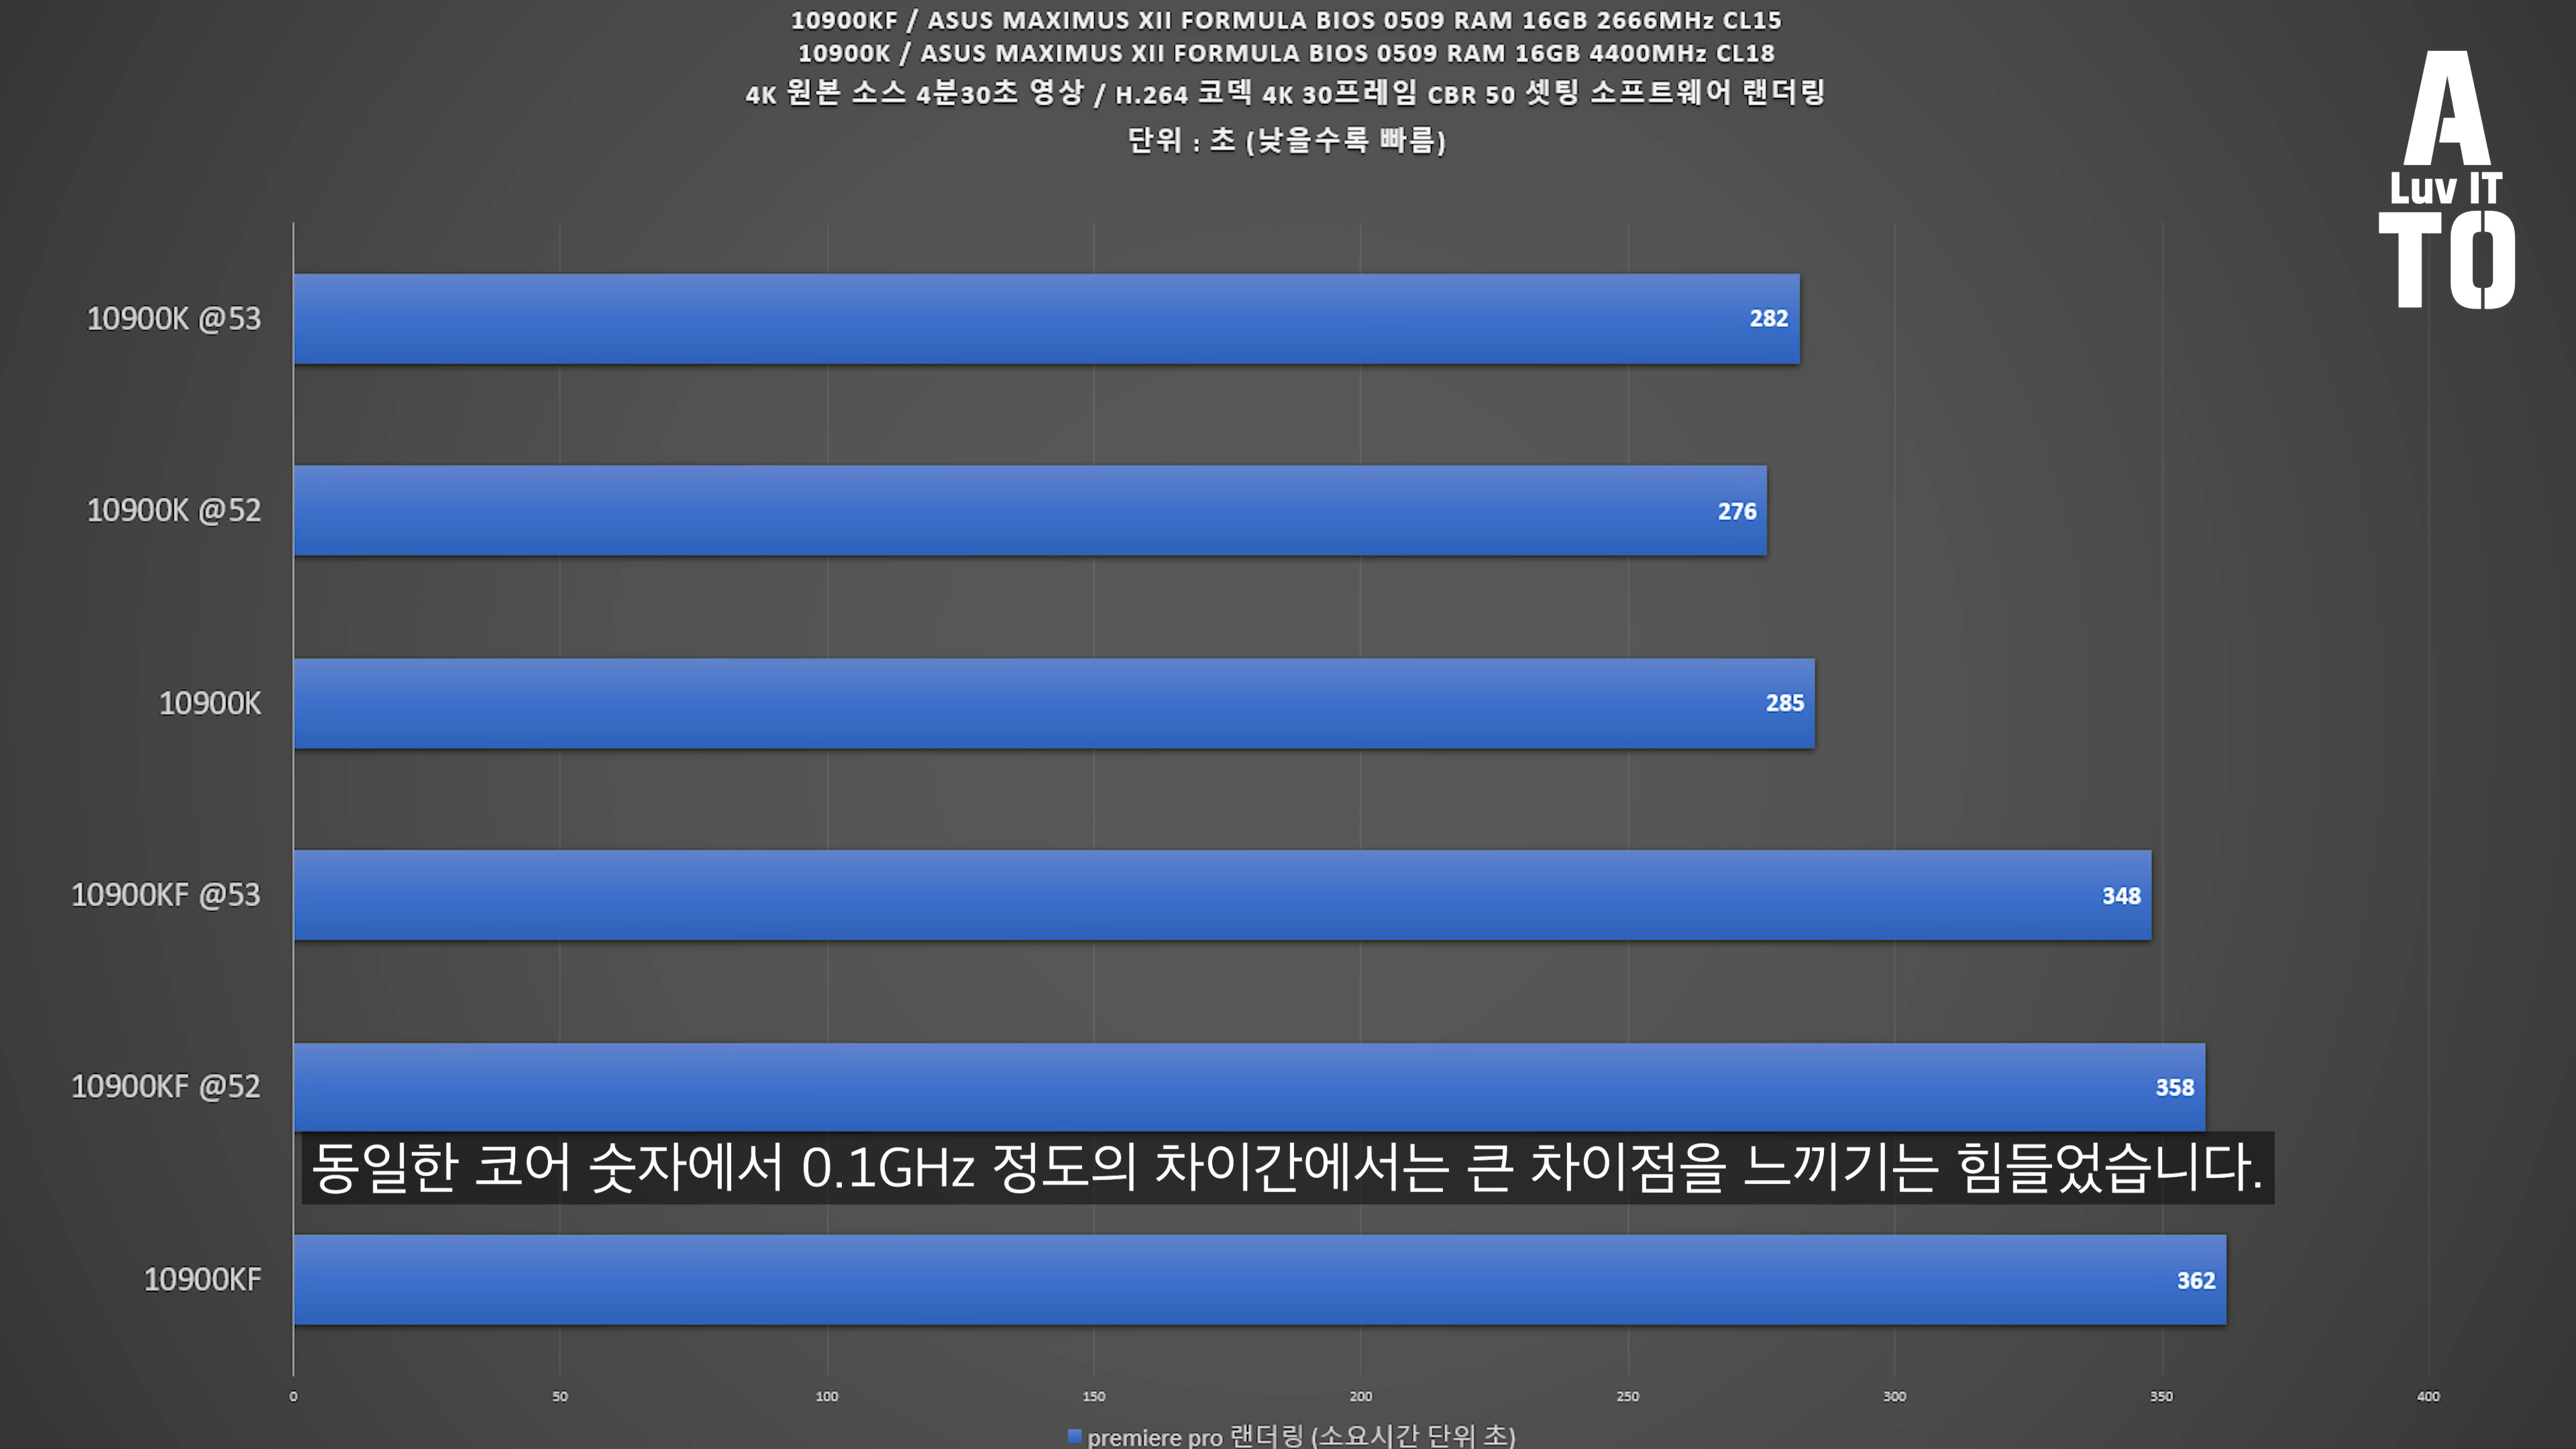 10900KF / ASUS MAXIMUS XII FORMULA BIOS 0509 RAM 16GB 2666MHz CL15
10900K / ASUS MAXIMUS XII FORMULA BIOS 0509 RAM 16GB 4400MHz CL18
4K 원본 소스 4분30초 영상 / H.264 코덱 4K 30프레임 CBR 50 셋팅 소프트웨어 랜더링
단위 : 초 (낮을수록 빠름)
A
Luv IT
TO
10900K @53
282
10900K @52
276
10900K
285
10900KF @53
348
10900KF @52
358
동일한 코어 숫자에서 0.1GHz 정도의 차이간에서는 큰 차이점을 느끼기는 힘들었습니다.
10900KF
362
0 50 100 150 200 250 300 350 400
premiere pro 랜더링 (소요시간 단위 초)